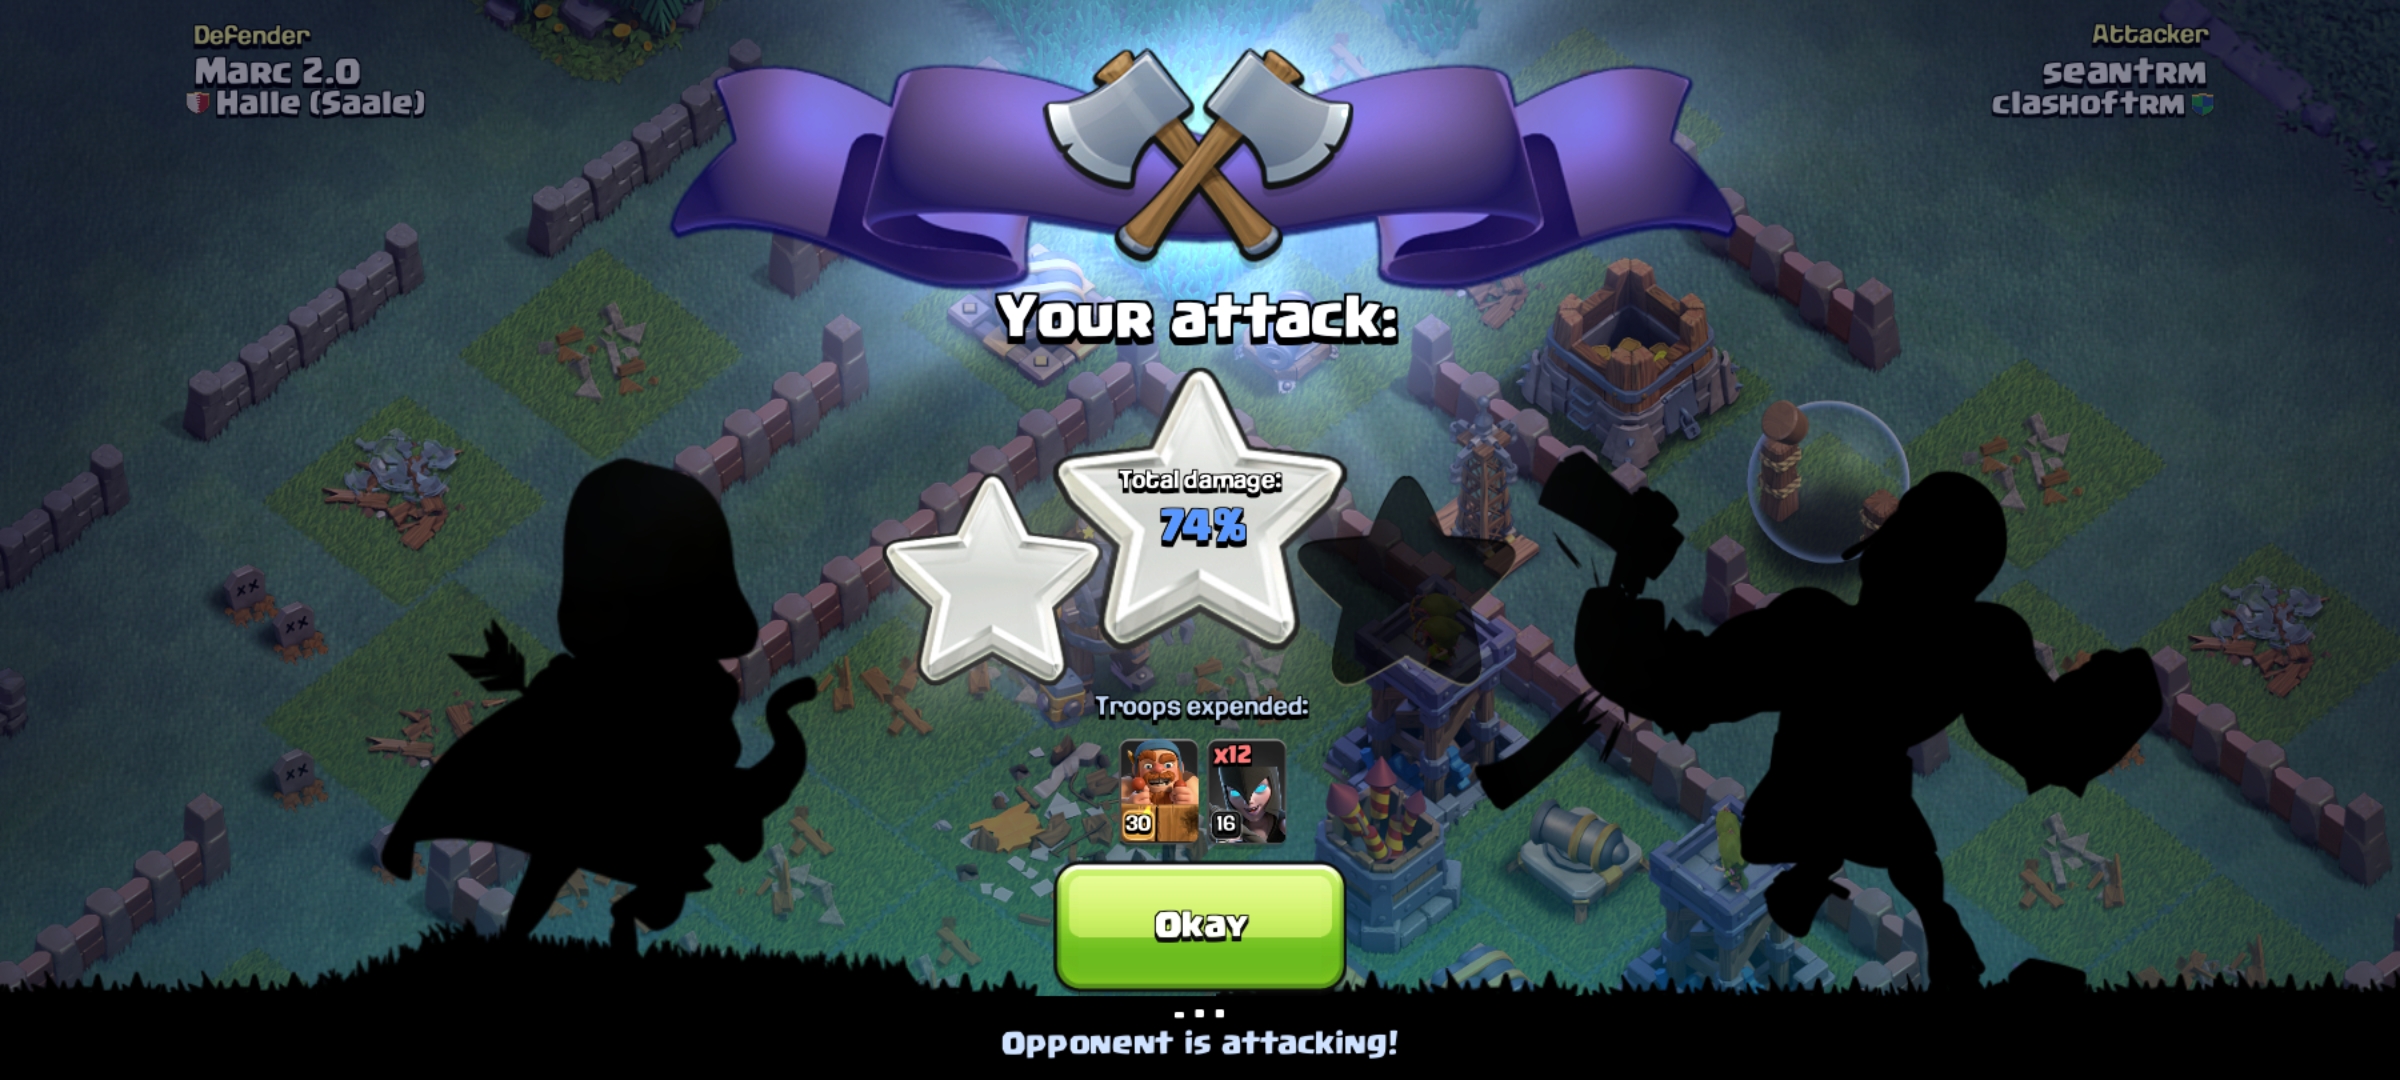 Defender
Marc 2.0
Halle (Saale)
Attacker
seantrm
clashoftrm
Your attack:
Total damage:
74%
Troops expended:
x12
30
16
Okay
Opponent is attacking!